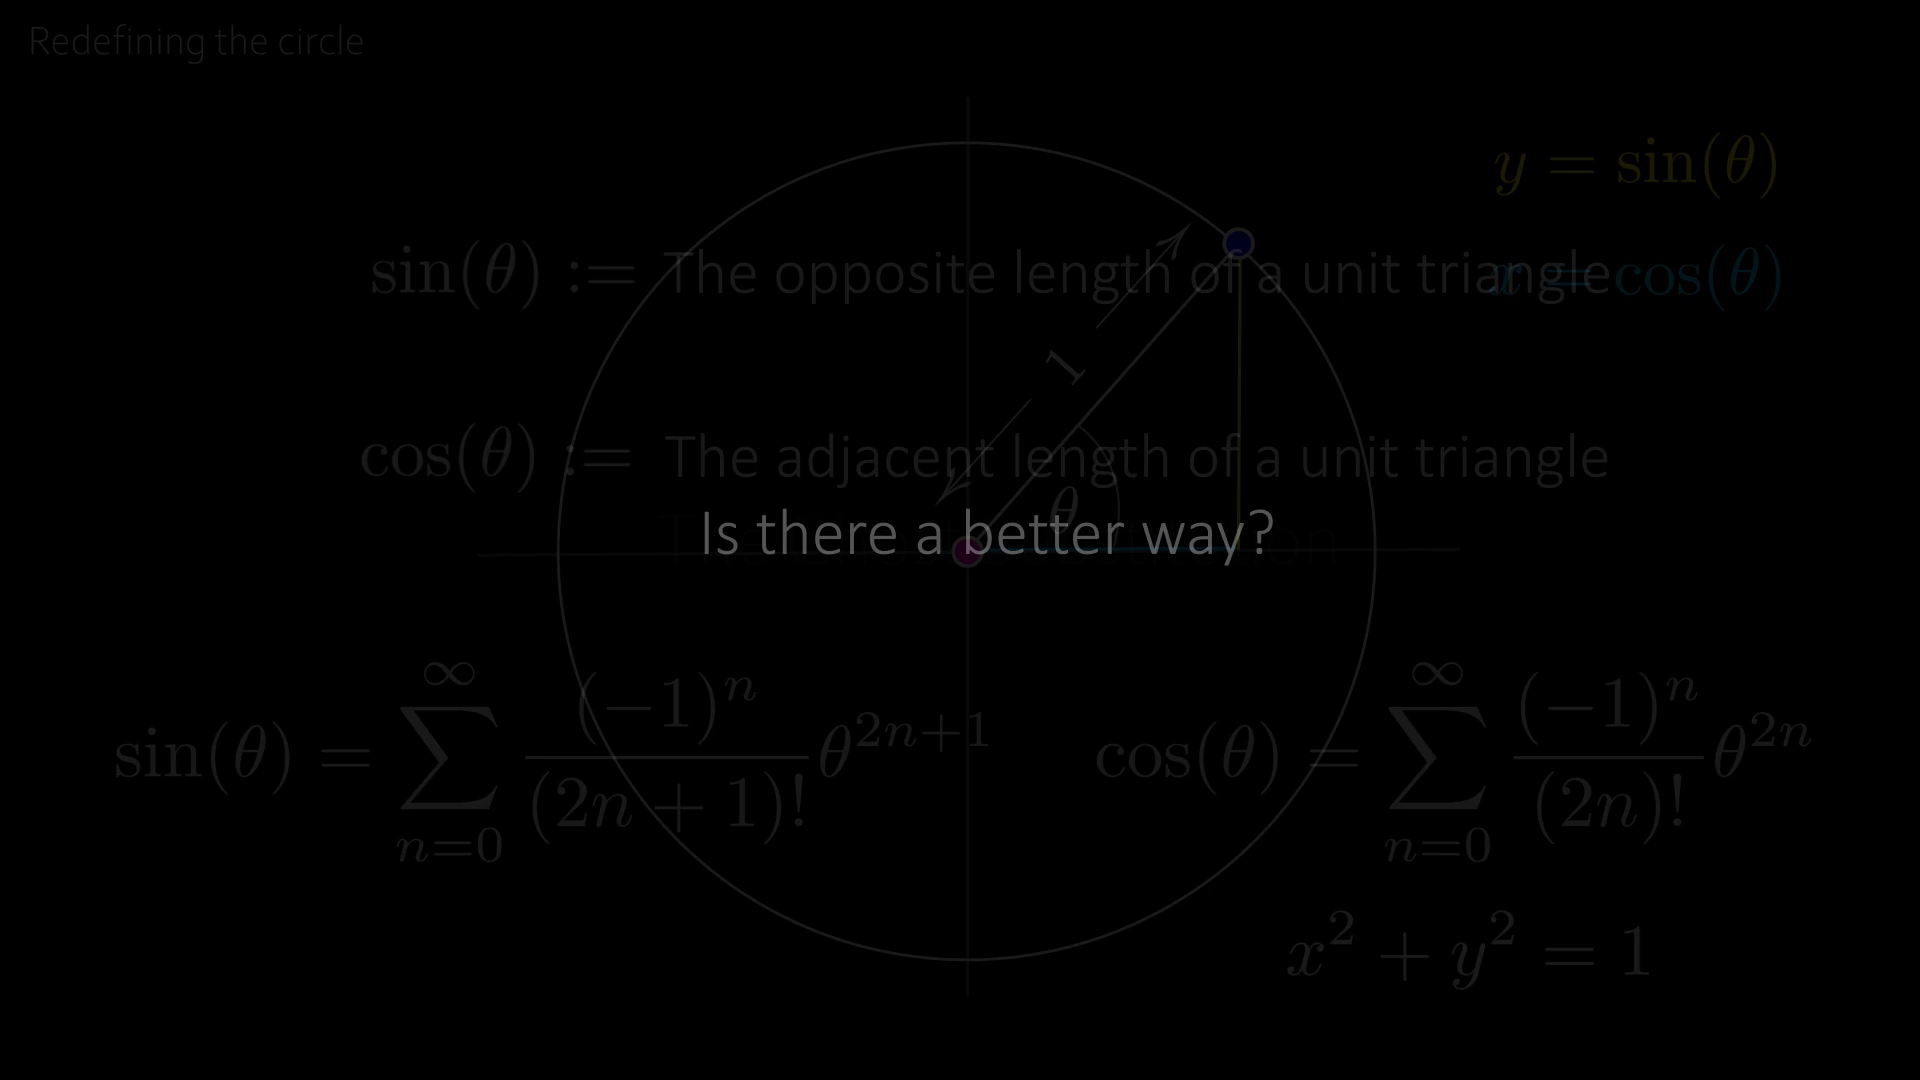 Redefining the circle
y = sin(θ)
sin(θ) := The opposite length of a unit triangle
x = cos(θ)
1
cos(θ) := The adjacent length of a unit triangle
θ
Is there a better way?
sin(θ) = ∑_{n=0}^{∞} (-1)^n / (2n + 1)! θ^{2n+1}
cos(θ) = ∑_{n=0}^{∞} (-1)^n / (2n)! θ^{2n}
x² + y² = 1